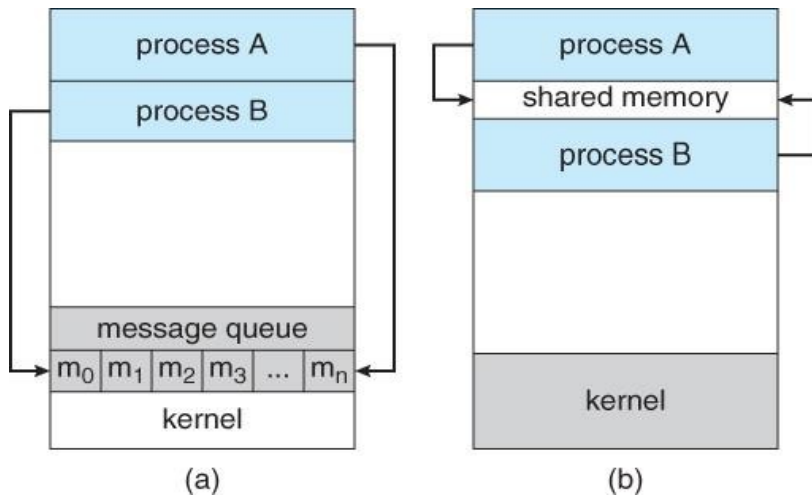 process A
process B
message queue
m0 m1 m2 m3 ... mn
kernel
(a)
process A
shared memory
process B
kernel
(b)